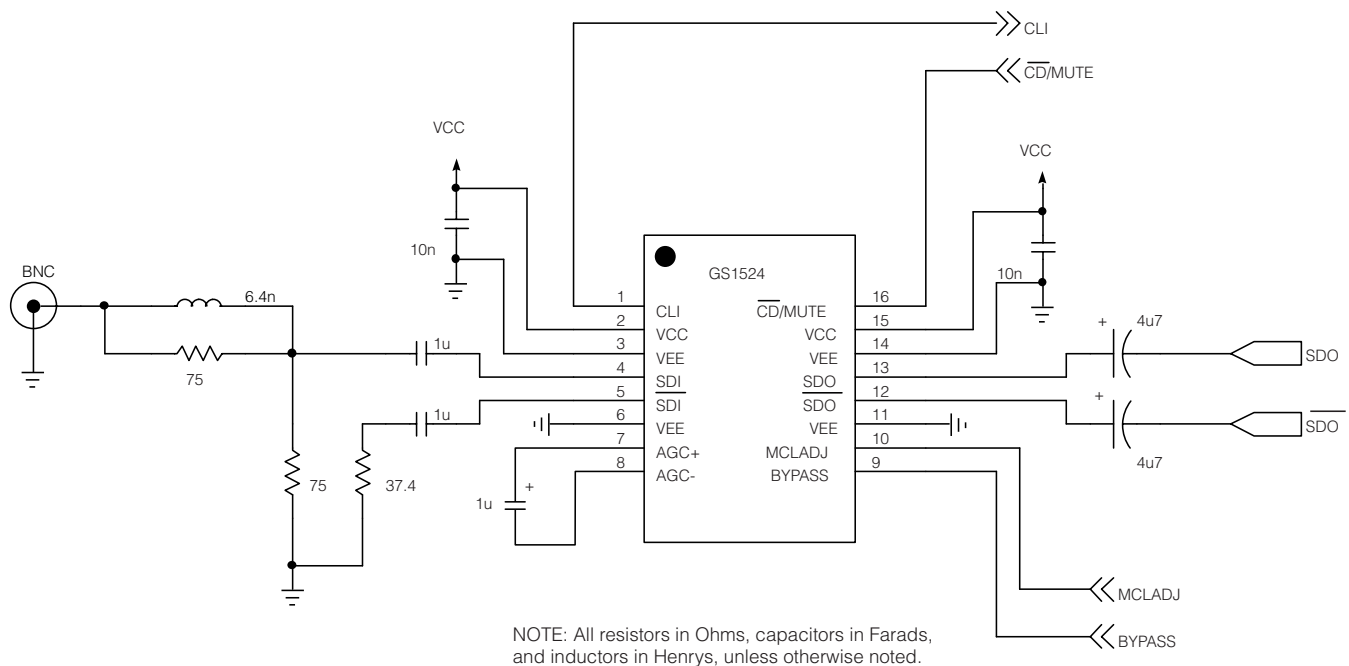 CLI
CD/MUTE
VCC
VCC
10n
10n
BNC
6.4n
75
1u
1u
75
37.4
1u
+
GS1524
1 CLI
2 VCC
3 VEE
4 SDI
5 SDI
6 VEE
7 AGC+
8 AGC-
CD/MUTE 16
VCC 15
VEE 14
SDO 13
SDO 12
VEE 11
MCLADJ 10
BYPASS 9
+ 4u7
SDO
+
4u7
SDO
MCLADJ
BYPASS
NOTE: All resistors in Ohms, capacitors in Farads,
and inductors in Henrys, unless otherwise noted.